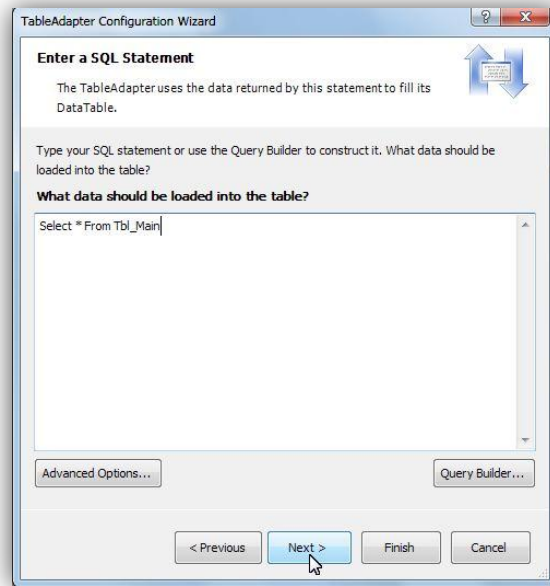 TableAdapter Configuration Wizard
Enter a SQL Statement
The TableAdapter uses the data returned by this statement to fill its
DataTable.
Type your SQL statement or use the Query Builder to construct it. What data should be
loaded into the table?
What data should be loaded into the table?
Select * From Tbl_Main
Advanced Options...
Query Builder...
< Previous
Next >
Finish
Cancel